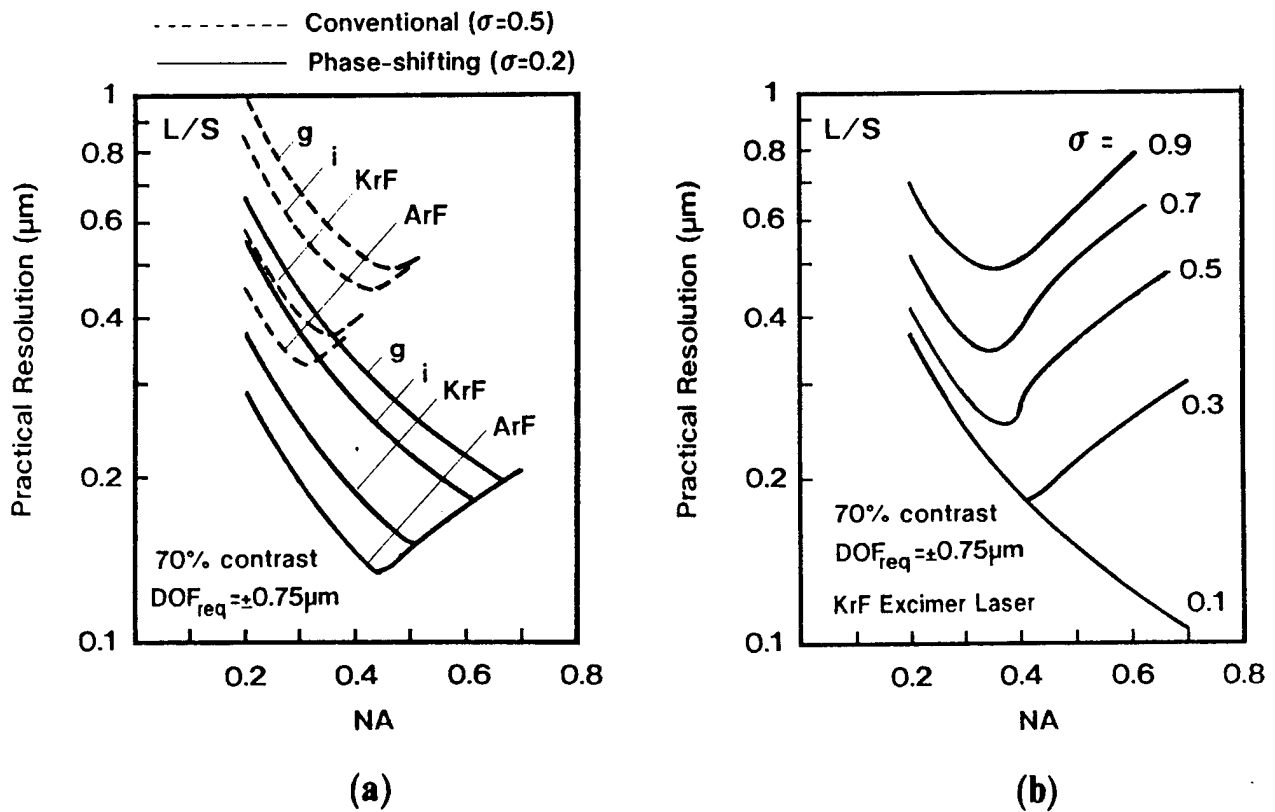 Conventional (σ=0.5)
Phase-shifting (σ=0.2)
1
0.8
0.6
0.4
0.2
0.1
Practical Resolution (µm)
L/S
g
i
KrF
ArF
g
i
KrF
ArF
70% contrast
DOFreq=±0.75µm
0.2
0.4
0.6
0.8
NA
(a)
1
0.8
0.6
0.4
0.2
0.1
Practical Resolution (µm)
L/S
σ = 0.9
0.7
0.5
0.3
0.1
70% contrast
DOFreq=±0.75µm
KrF Excimer Laser
0.2
0.4
0.6
0.8
NA
(b)